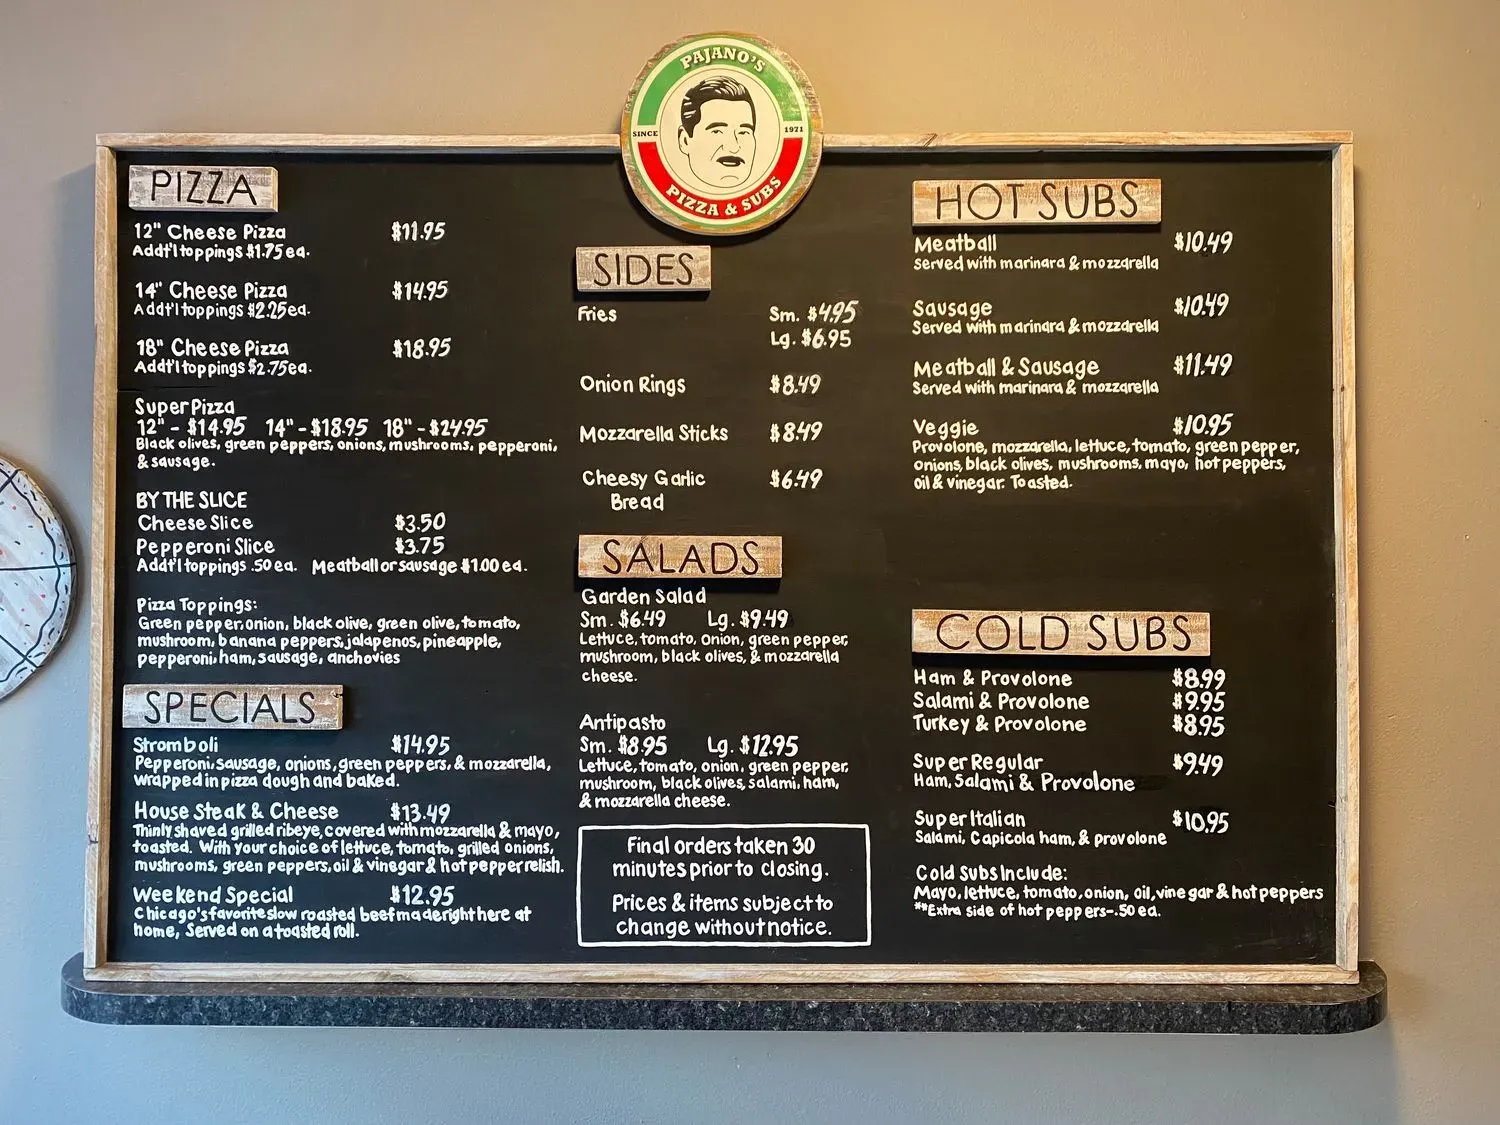 PAJANO'S
SINCE 1971
PIZZA & SUBS
PIZZA
12" Cheese Pizza $11.95
Addt'l toppings $1.75 ea.
14" Cheese Pizza $14.95
Addt'l toppings $2.25 ea.
18" Cheese Pizza $18.95
Addt'l toppings $2.75 ea.
Super Pizza
12" - $14.95 14" - $18.95 18" - $24.95
Black olives, green peppers, onions, mushrooms, pepperoni,
& sausage.
BY THE SLICE
Cheese Slice $3.50
Pepperoni Slice $3.75
Addt'l toppings .50 ea. Meatball or sausage $1.00 ea.
Pizza Toppings:
Green pepper, onion, black olive, green olive, tomato,
mushroom, banana peppers, jalapenos, pineapple,
pepperoni, ham, sausage, anchovies
SPECIALS
Stromboli $14.95
Pepperoni, sausage, onions, green peppers, & mozzarella,
wrapped in pizza dough and baked.
House Steak & Cheese $13.49
Thinly shaved grilled ribeye, covered with mozzarella & mayo,
toasted. With your choice of lettuce, tomato, grilled onions,
mushrooms, green peppers, oil & vinegar & hot pepper relish.
Weekend Special $12.95
Chicago's favorite slow roasted beef made right here at
home, Served on a toasted roll.
SIDES
Fries Sm. $4.95
Lg. $6.95
Onion Rings $8.49
Mozzarella Sticks $8.49
Cheesy Garlic $6.49
Bread
SALADS
Garden Salad
Sm. $6.49 Lg. $9.49
Lettuce, tomato, onion, green pepper,
mushroom, black olives, & mozzarella
cheese.
Antipasto
Sm. $8.95 Lg. $12.95
Lettuce, tomato, onion, green pepper,
mushroom, black olives, salami, ham,
& mozzarella cheese.
Final orders taken 30
minutes prior to closing.
Prices & items subject to
change without notice.
HOT SUBS
Meatball $10.49
Served with marinara & mozzarella
Sausage $10.49
Served with marinara & mozzarella
Meatball & Sausage $11.49
Served with marinara & mozzarella
Veggie $10.95
Provolone, mozzarella, lettuce, tomato, green pepper,
onions, black olives, mushrooms, mayo, hot peppers,
oil & vinegar. Toasted.
COLD SUBS
Ham & Provolone $8.99
Salami & Provolone $9.95
Turkey & Provolone $8.95
Super Regular $9.49
Ham, Salami & Provolone
Super Italian $10.95
Salami, Capicola ham, & provolone
Cold Subs Include:
Mayo, lettuce, tomato, onion, oil, vinegar & hot peppers
**Extra side of hot peppers-.50 ea.